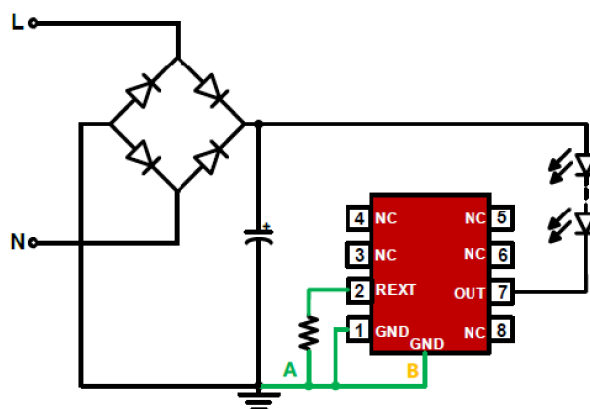 L
N
+
4 NC NC 5
3 NC NC 6
2 REXT OUT 7
1 GND NC 8
GND
A B